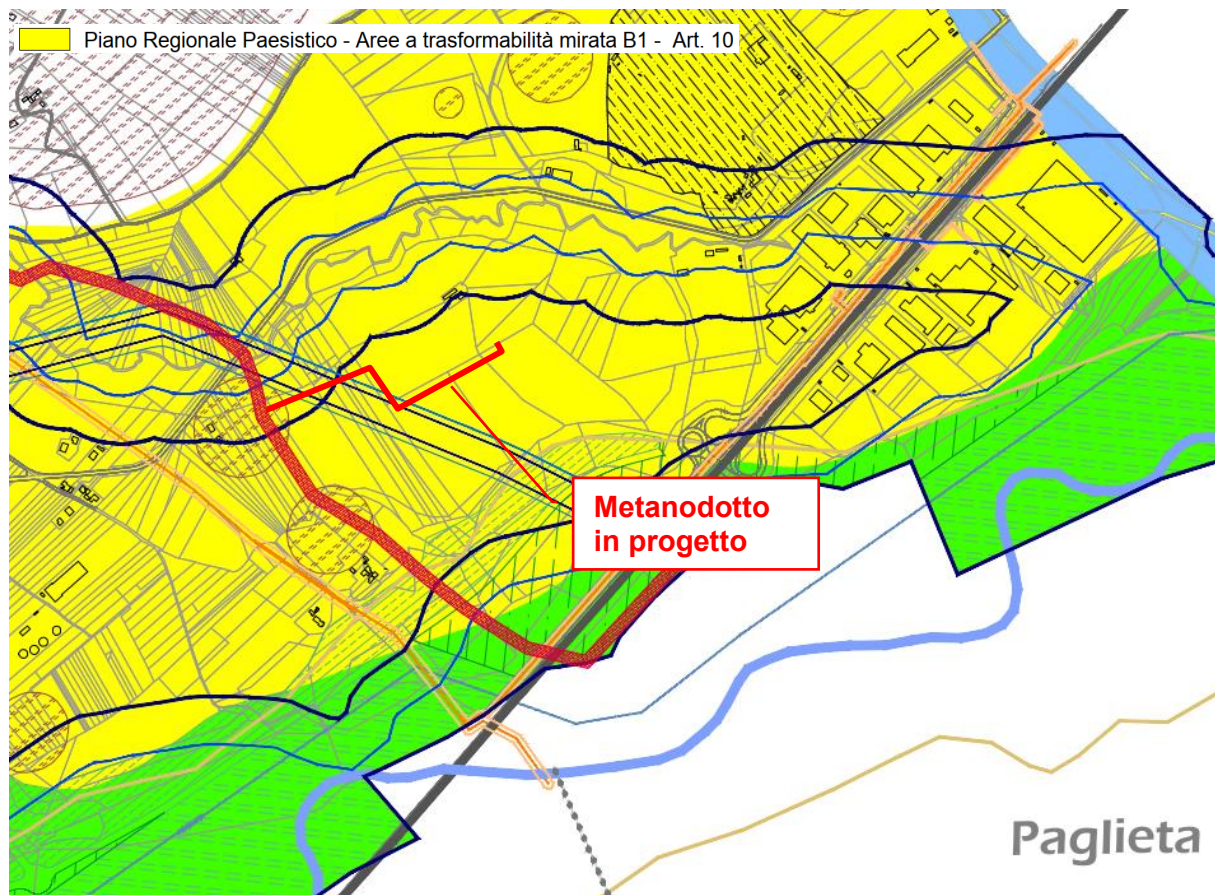 Piano Regionale Paesistico - Aree a trasformabilità mirata B1 - Art. 10
Metanodotto
in progetto
Paglieta